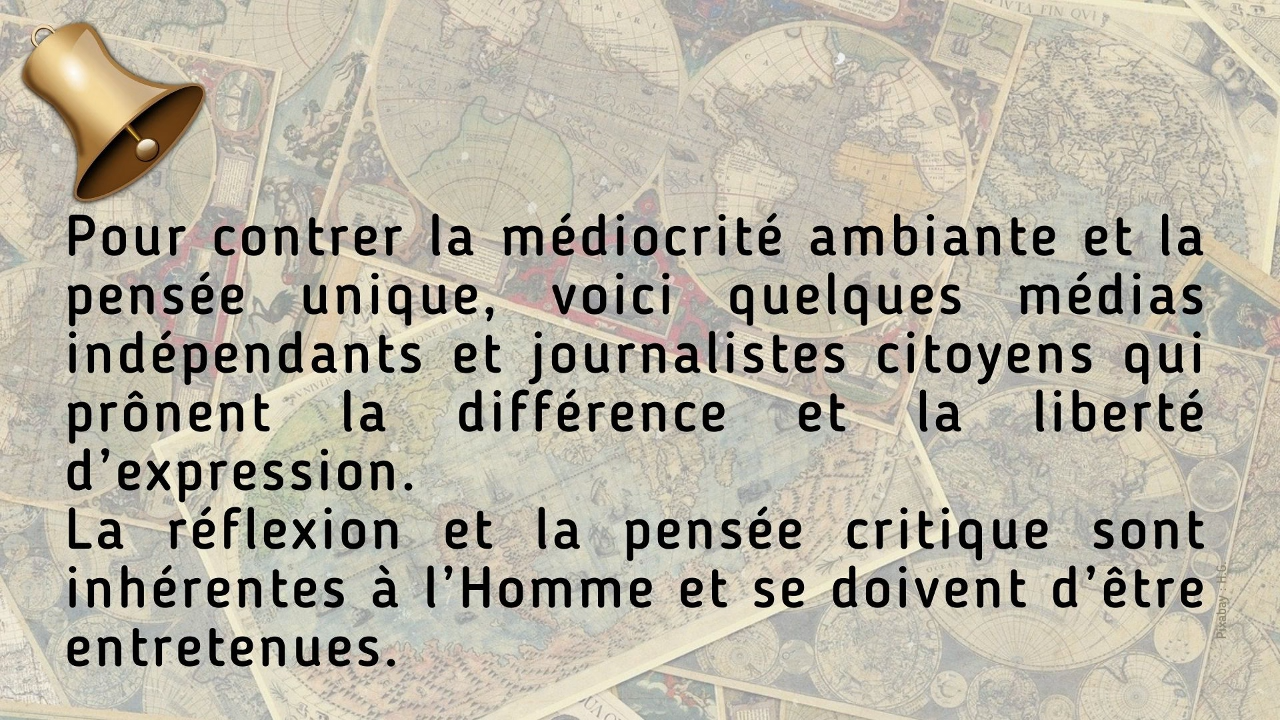 Pour contrer la médiocrité ambiante et la
pensée unique, voici quelques médias
indépendants et journalistes citoyens qui
prônent la différence et la liberté
d’expression.
La réflexion et la pensée critique sont
inhérentes à l’Homme et se doivent d’être
entretenues.
Pixabay - H.G.